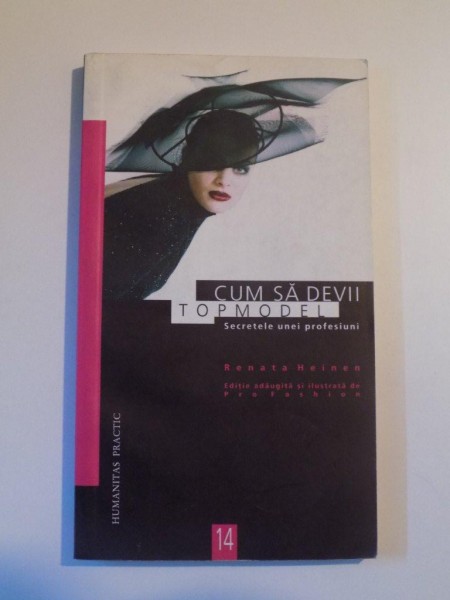 CUM SĂ DEVII
TOPMODEL
Secretele unei profesiuni
Renata Heinen
Ediție adăugită și ilustrată de
Pro Fashion
HUMANITAS PRACTIC
14